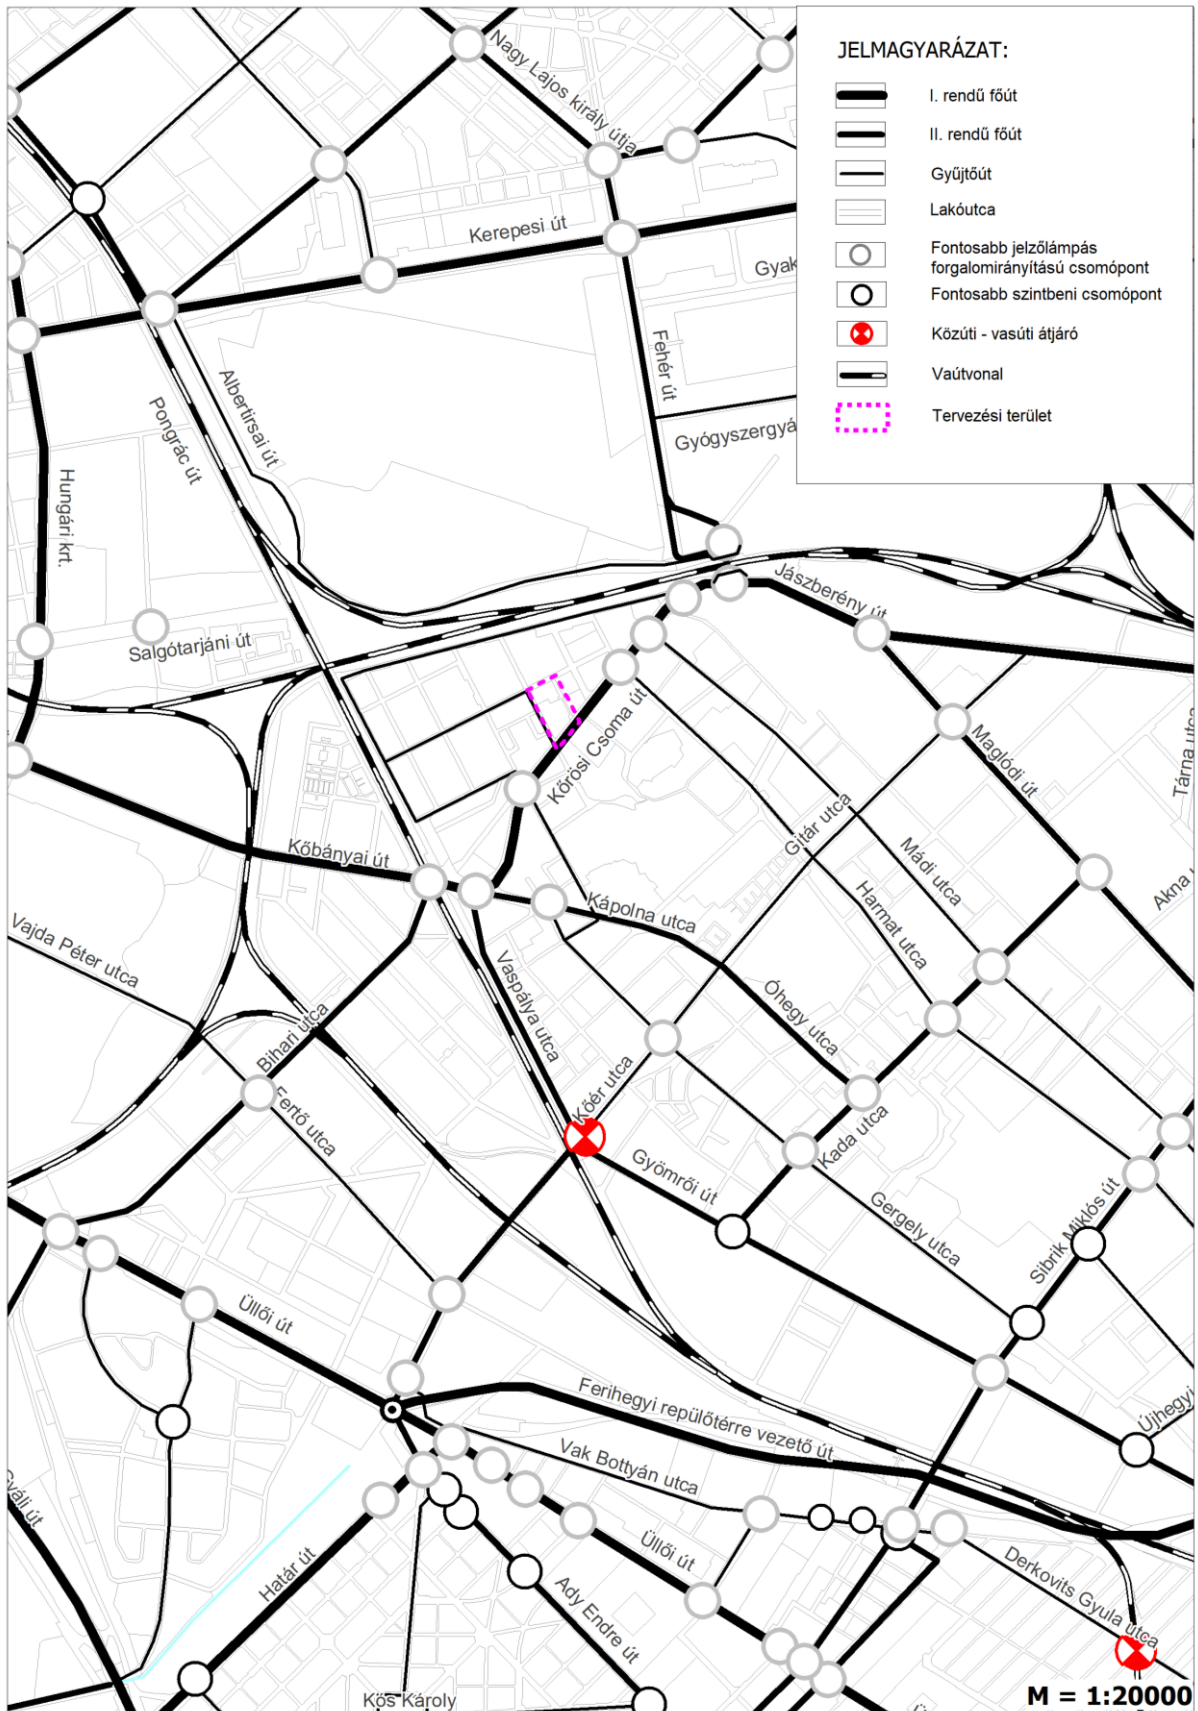 JELMAGYARÁZAT:
I. rendű főút
II. rendű főút
Gyűjtőút
Lakóutca
Fontosabb jelzőlámpás
forgalomirányítású csomópont
Fontosabb szintbeni csomópont
Közúti - vasúti átjáró
Vaútvonal
Tervezési terület
Nagy Lajos király útja
Kerepesi út
Gyak
Fehér út
Albertirsai út
Pongrác út
Gyógyszergyá
Hungári krt.
Jászberény út
Salgótarjáni út
Kőrösi Csoma út
Maglódi út
Tárna utca
Gitár utca
Kőbányai út
Mádi utca
Harmat utca
Akna u
Kápolna utca
Vajda Péter utca
Vaspálya utca
Óhegy utca
Bihari utca
Kőér utca
Fertő utca
Kada utca
Gyömrői út
Gergely utca
Sibrik Miklós út
Üllői út
Ferihegyi repülőtérre vezető út
Újhegyi
Vak Bottyán utca
Gyáli út
Üllői út
Határ út
Ady Endre út
Derkovits Gyula utca
Kós Károly
M = 1:20000